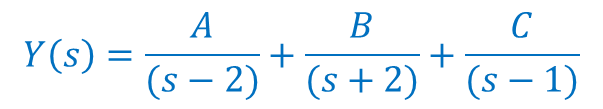 Y(s) = A/(s − 2) + B/(s + 2) + C/(s − 1)